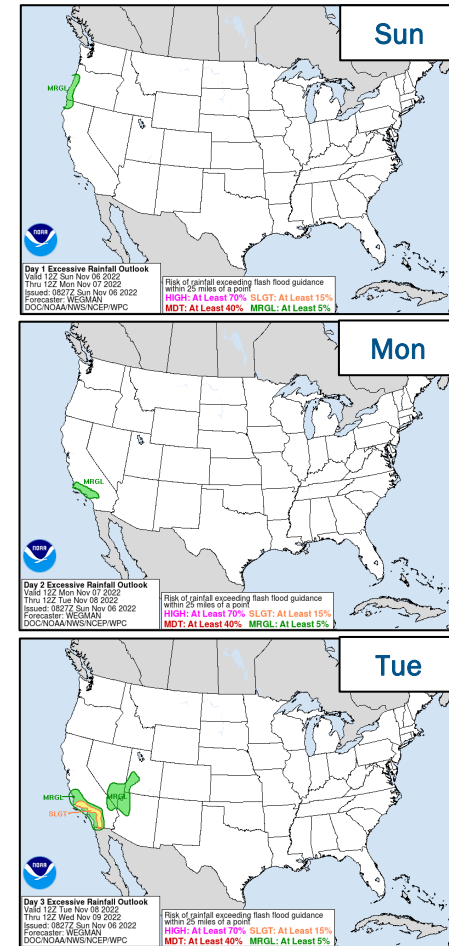 Sun
MRGL
NOAA
Day 1 Excessive Rainfall Outlook
Valid 12Z Sun Nov 06 2022
Thru 12Z Mon Nov 07 2022
Issued: 0827Z Sun Nov 06 2022
Forecaster: WEGMAN
DOC/NOAA/NWS/NCEP/WPC
Risk of rainfall exceeding flash flood guidance
within 25 miles of a point
HIGH: At Least 70% SLGT: At Least 15%
MDT: At Least 40% MRGL: At Least 5%
Mon
MRGL
NOAA
Day 2 Excessive Rainfall Outlook
Valid 12Z Mon Nov 07 2022
Thru 12Z Tue Nov 08 2022
Issued: 0827Z Sun Nov 06 2022
Forecaster: WEGMAN
DOC/NOAA/NWS/NCEP/WPC
Risk of rainfall exceeding flash flood guidance
within 25 miles of a point
HIGH: At Least 70% SLGT: At Least 15%
MDT: At Least 40% MRGL: At Least 5%
Tue
MRGL
MRGL
SLGT
NOAA
Day 3 Excessive Rainfall Outlook
Valid 12Z Tue Nov 08 2022
Thru 12Z Wed Nov 09 2022
Issued: 0827Z Sun Nov 06 2022
Forecaster: WEGMAN
DOC/NOAA/NWS/NCEP/WPC
Risk of rainfall exceeding flash flood guidance
within 25 miles of a point
HIGH: At Least 70% SLGT: At Least 15%
MDT: At Least 40% MRGL: At Least 5%